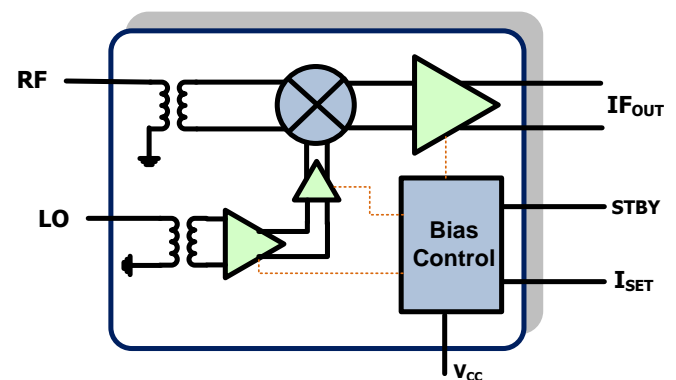 RF
IFOUT
LO
STBY
Bias
Control
ISET
VCC